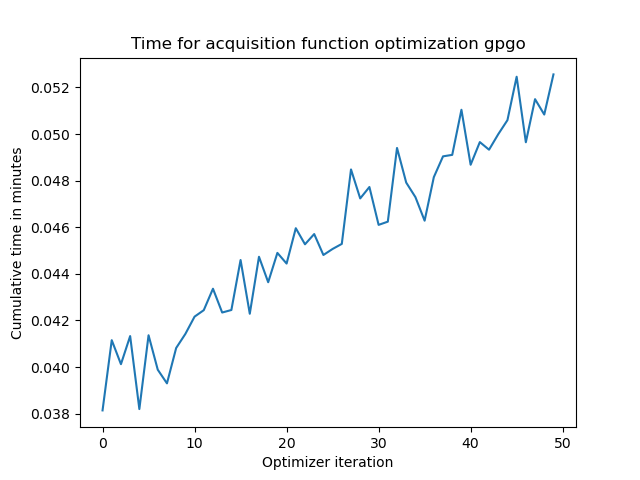 Time for acquisition function optimization gpgo
0.052
0.050
0.048
0.046
0.044
0.042
0.040
0.038
Cumulative time in minutes
0 10 20 30 40 50
Optimizer iteration